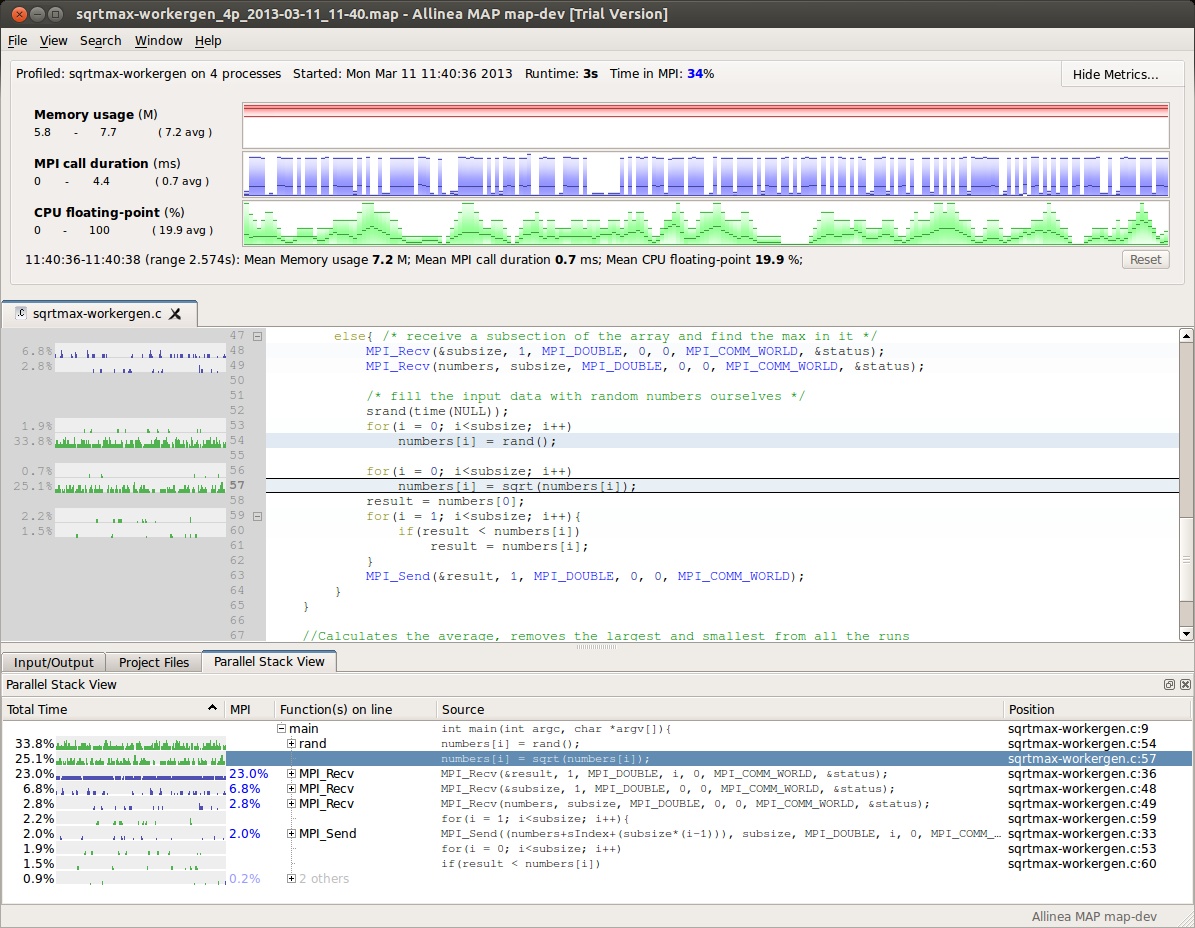 sqrtmax-workergen_4p_2013-03-11_11-40.map - Allinea MAP map-dev [Trial Version]
File View Search Window Help
Profiled: sqrtmax-workergen on 4 processes Started: Mon Mar 11 11:40:36 2013 Runtime: 3s Time in MPI: 34%
Hide Metrics...
Memory usage (M)
5.8 - 7.7 ( 7.2 avg )
MPI call duration (ms)
0 - 4.4 ( 0.7 avg )
CPU floating-point (%)
0 - 100 ( 19.9 avg )
11:40:36-11:40:38 (range 2.574s): Mean Memory usage 7.2 M; Mean MPI call duration 0.7 ms; Mean CPU floating-point 19.9 %;
Reset
.c sqrtmax-workergen.c X
47 else{ /* receive a subsection of the array and find the max in it */
6.8% 48 MPI_Recv(&subsize, 1, MPI_DOUBLE, 0, 0, MPI_COMM_WORLD, &status);
2.8% 49 MPI_Recv(numbers, subsize, MPI_DOUBLE, 0, 0, MPI_COMM_WORLD, &status);
50
51 /* fill the input data with random numbers ourselves */
52 srand(time(NULL));
1.9% 53 for(i = 0; i<subsize; i++)
33.8% 54 numbers[i] = rand();
55
0.7% 56 for(i = 0; i<subsize; i++)
25.1% 57 numbers[i] = sqrt(numbers[i]);
58 result = numbers[0];
2.2% 59 for(i = 1; i<subsize; i++){
1.5% 60 if(result < numbers[i])
61 result = numbers[i];
62 }
63 MPI_Send(&result, 1, MPI_DOUBLE, 0, 0, MPI_COMM_WORLD);
64 }
65 }
66
67 //Calculates the average, removes the largest and smallest from all the runs
Input/Output Project Files Parallel Stack View
Parallel Stack View
Total Time MPI Function(s) on line Source Position
main int main(int argc, char *argv[]){ sqrtmax-workergen.c:9
33.8% rand numbers[i] = rand(); sqrtmax-workergen.c:54
25.1% numbers[i] = sqrt(numbers[i]); sqrtmax-workergen.c:57
23.0% 23.0% MPI_Recv MPI_Recv(&result, 1, MPI_DOUBLE, i, 0, MPI_COMM_WORLD, &status); sqrtmax-workergen.c:36
6.8% 6.8% MPI_Recv MPI_Recv(&subsize, 1, MPI_DOUBLE, 0, 0, MPI_COMM_WORLD, &status); sqrtmax-workergen.c:48
2.8% 2.8% MPI_Recv MPI_Recv(numbers, subsize, MPI_DOUBLE, 0, 0, MPI_COMM_WORLD, &status); sqrtmax-workergen.c:49
2.2% for(i = 1; i<subsize; i++){ sqrtmax-workergen.c:59
2.0% 2.0% MPI_Send MPI_Send((numbers+sIndex+(subsize*(i-1))), subsize, MPI_DOUBLE, i, 0, MPI_COMM_... sqrtmax-workergen.c:33
1.9% for(i = 0; i<subsize; i++) sqrtmax-workergen.c:53
1.5% if(result < numbers[i]) sqrtmax-workergen.c:60
0.9% 0.2% 2 others
Allinea MAP map-dev